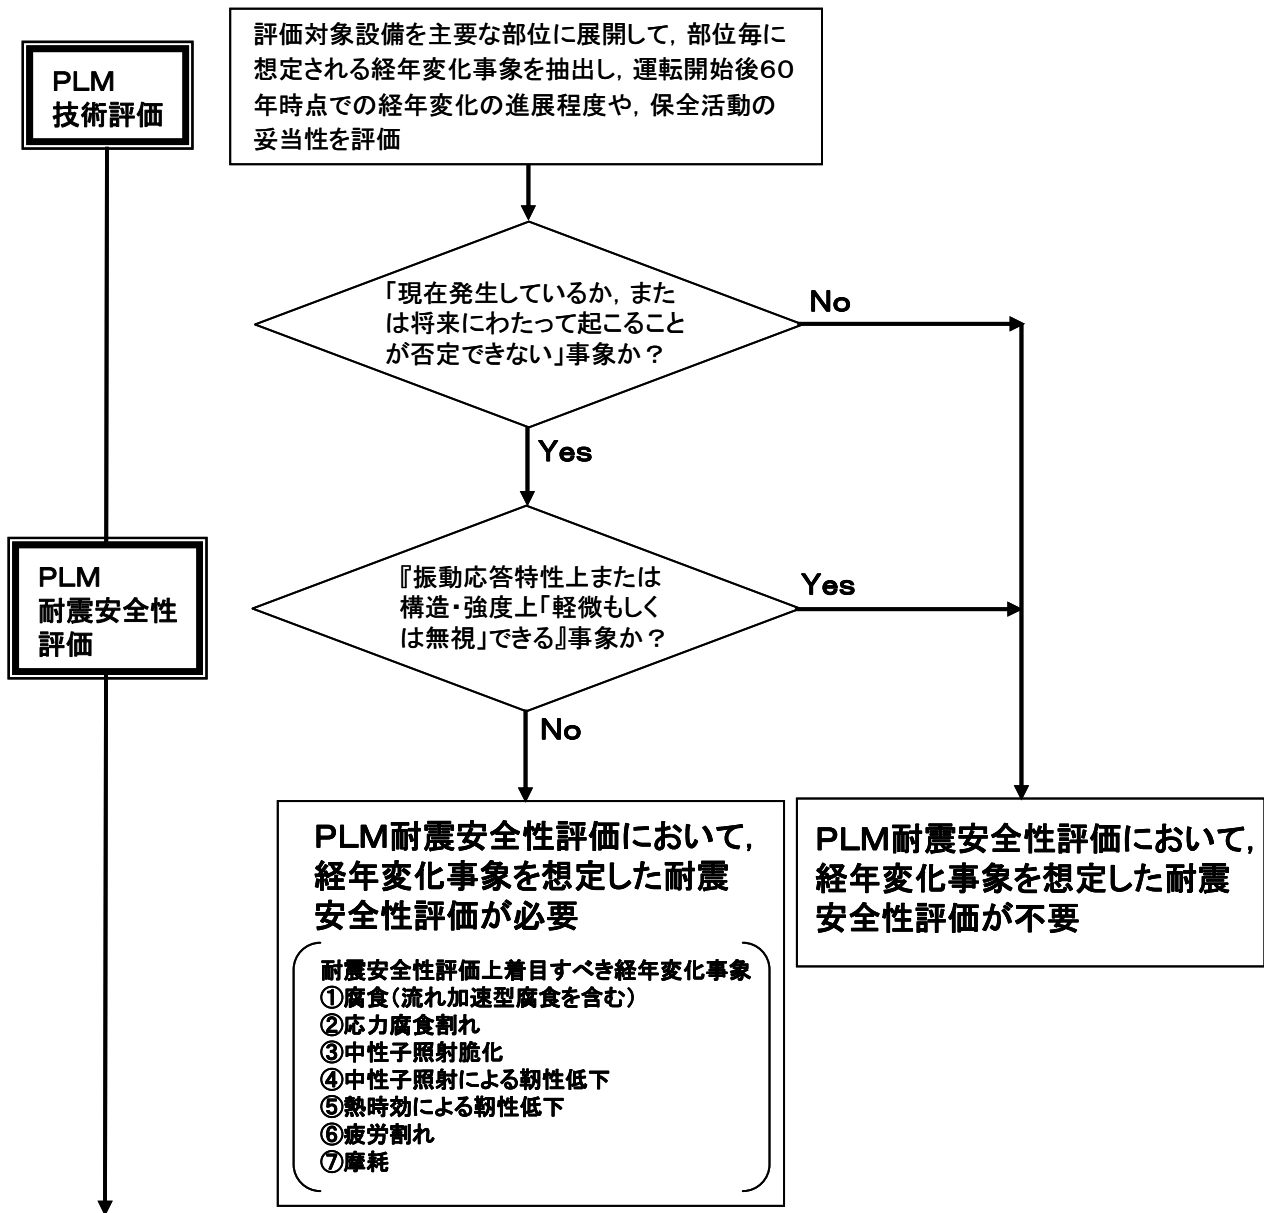 PLM
技術評価
評価対象設備を主要な部位に展開して，部位毎に
想定される経年変化事象を抽出し，運転開始後６０
年時点での経年変化の進展程度や，保全活動の
妥当性を評価
「現在発生しているか，また
は将来にわたって起こること
が否定できない」事象か？
No
Yes
PLM
耐震安全性
評価
『振動応答特性上または
構造・強度上「軽微もしく
は無視」できる』事象か？
Yes
No
PLM耐震安全性評価において，
経年変化事象を想定した耐震
安全性評価が必要
耐震安全性評価上着目すべき経年変化事象
①腐食（流れ加速型腐食を含む）
②応力腐食割れ
③中性子照射脆化
④中性子照射による靭性低下
⑤熱時効による靭性低下
⑥疲労割れ
⑦摩耗
PLM耐震安全性評価において，
経年変化事象を想定した耐震
安全性評価が不要